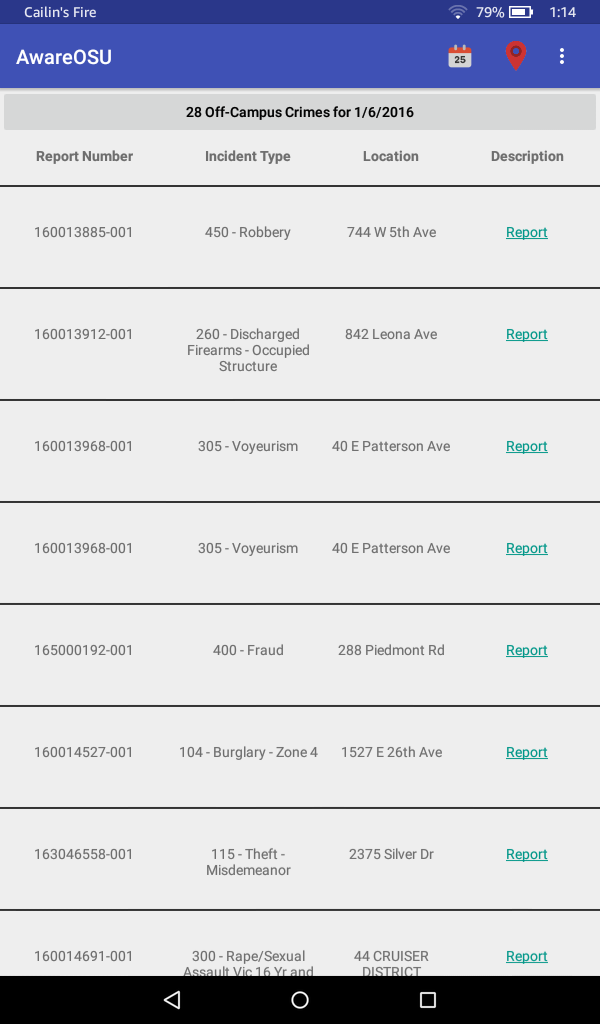 Cailin's Fire 79% 1:14
AwareOSU 25
28 Off-Campus Crimes for 1/6/2016
Report Number Incident Type Location Description
160013885-001 450 - Robbery 744 W 5th Ave Report
160013912-001 260 - Discharged 842 Leona Ave Report
Firearms - Occupied
Structure
160013968-001 305 - Voyeurism 40 E Patterson Ave Report
160013968-001 305 - Voyeurism 40 E Patterson Ave Report
165000192-001 400 - Fraud 288 Piedmont Rd Report
160014527-001 104 - Burglary - Zone 4 1527 E 26th Ave Report
163046558-001 115 - Theft - 2375 Silver Dr Report
Misdemeanor
160014691-001 300 - Rape/Sexual 44 CRUISER Report
Assault Vic 16 Yr and DISTRICT